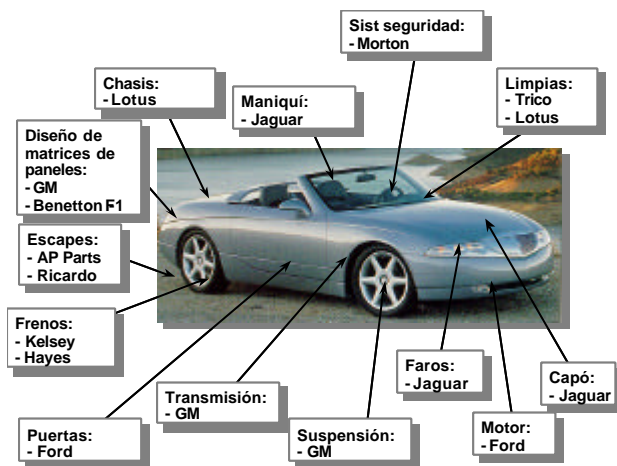 Sist seguridad:
- Morton
Chasis:
- Lotus
Maniquí:
- Jaguar
Limpias:
- Trico
- Lotus
Diseño de
matrices de
paneles:
- GM
- Benetton F1
Escapes:
- AP Parts
- Ricardo
Frenos:
- Kelsey
- Hayes
Faros:
- Jaguar
Capó:
- Jaguar
Transmisión:
- GM
Puertas:
- Ford
Suspensión:
- GM
Motor:
- Ford